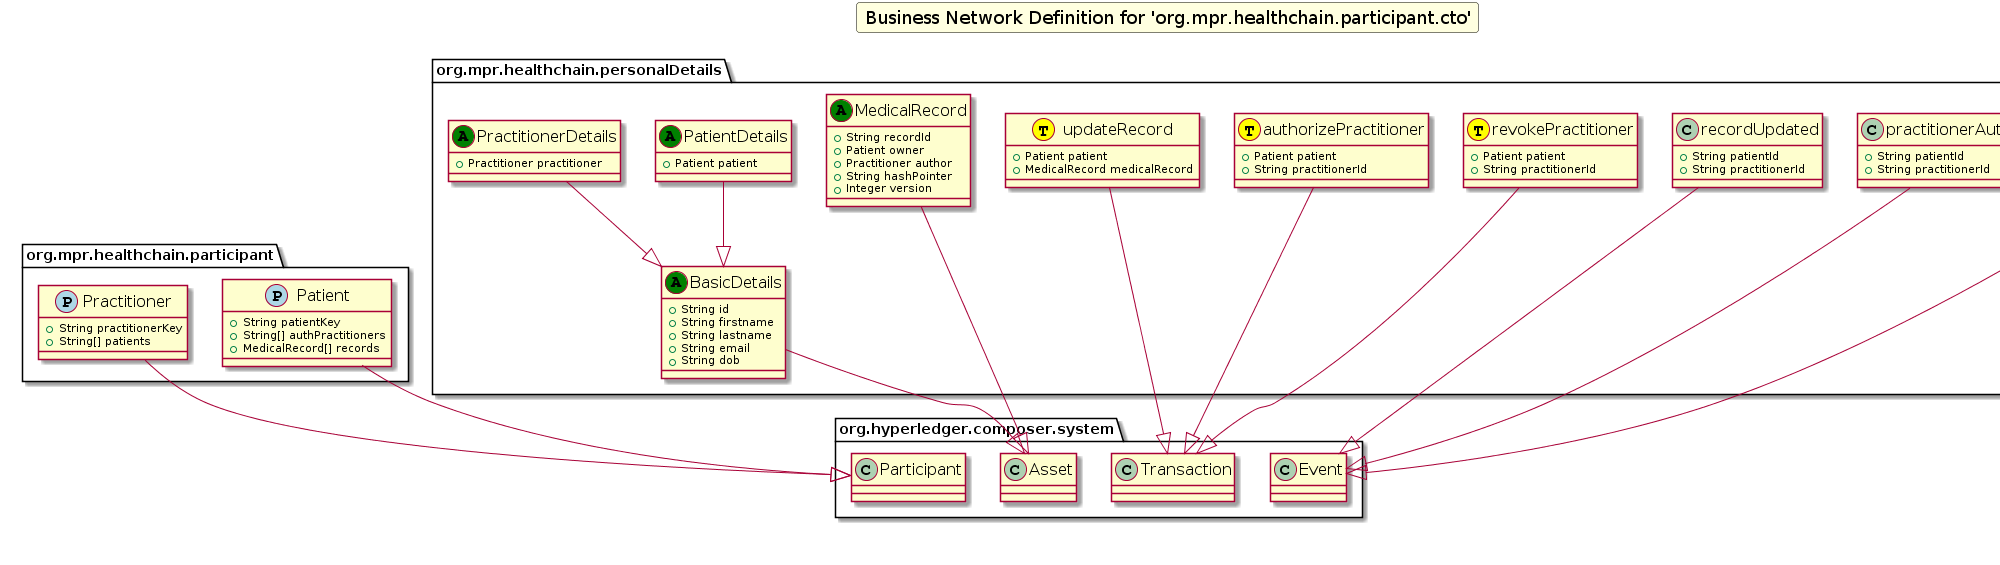 Business Network Definition for 'org.mpr.healthchain.participant.cto'
org.mpr.healthchain.personalDetails
A PractitionerDetails
Practitioner practitioner
A PatientDetails
Patient patient
A MedicalRecord
String recordId
Patient owner
Practitioner author
String hashPointer
Integer version
T updateRecord
Patient patient
MedicalRecord medicalRecord
T authorizePractitioner
Patient patient
String practitionerId
T revokePractitioner
Patient patient
String practitionerId
C recordUpdated
String patientId
String practitionerId
C practitionerAut
String patientId
String practitionerId
org.mpr.healthchain.participant
P Practitioner
String practitionerKey
String[] patients
P Patient
String patientKey
String[] authPractitioners
MedicalRecord[] records
A BasicDetails
String id
String firstname
String lastname
String email
String dob
org.hyperledger.composer.system
C Participant
C Asset
C Transaction
C Event